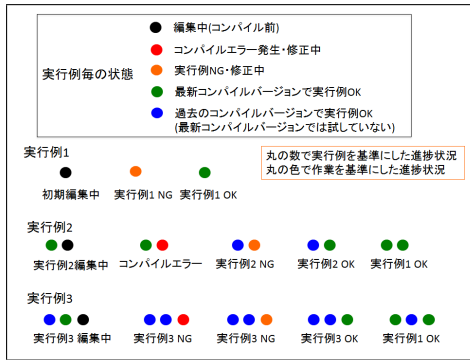 実行例毎の状態
編集中(コンパイル前)
コンパイルエラー発生・修正中
実行例NG・修正中
最新コンパイルバージョンで実行例OK
過去のコンパイルバージョンで実行例OK
(最新コンパイルバージョンでは試していない)
丸の数で実行例を基準にした進捗状況
丸の色で作業を基準にした進捗状況
実行例1
初期編集中 実行例1 NG 実行例1 OK
実行例2
実行例2編集中 コンパイルエラー 実行例2 NG 実行例2 OK 実行例1 OK
実行例3
実行例3 編集中 実行例3 NG 実行例3 NG 実行例3 OK 実行例1 OK